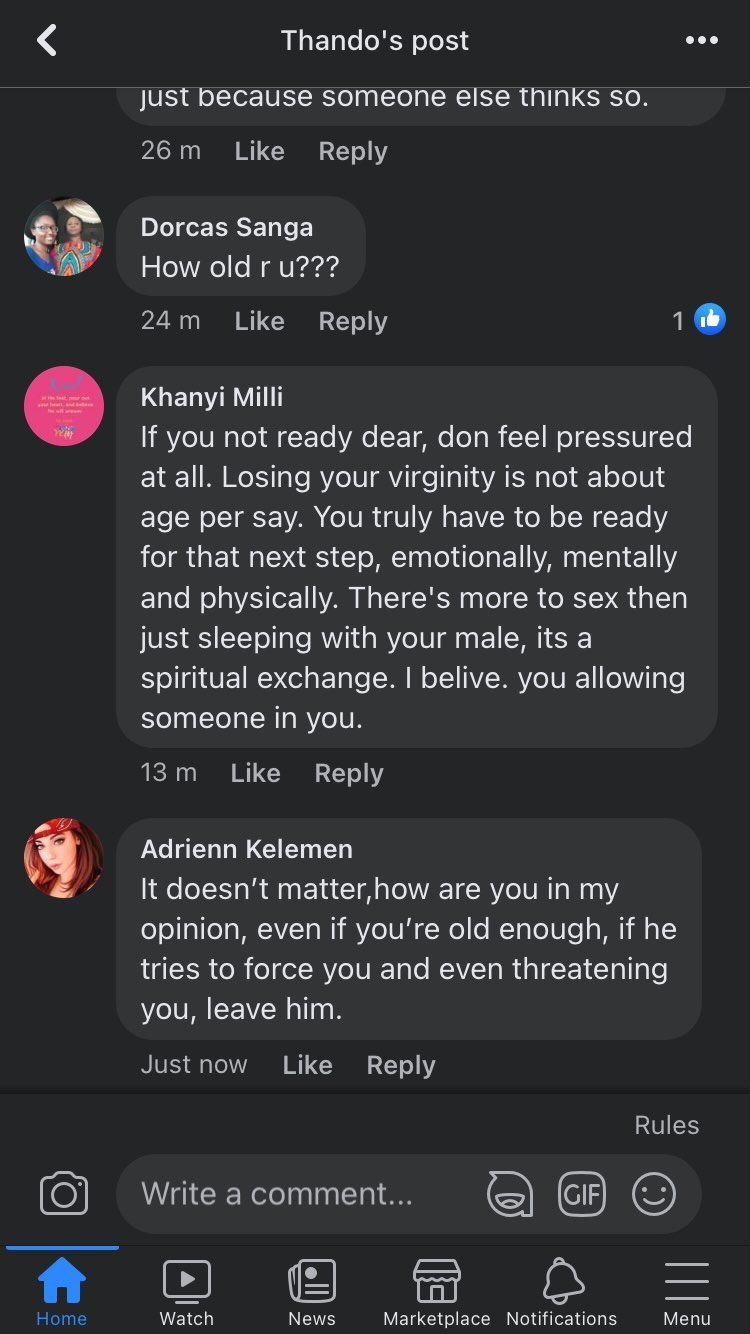 Thando's post
just because someone else thinks so.
26 m Like Reply
Dorcas Sanga
How old r u???
24 m Like Reply 1
Khanyi Milli
If you not ready dear, don feel pressured
at all. Losing your virginity is not about
age per say. You truly have to be ready
for that next step, emotionally, mentally
and physically. There's more to sex then
just sleeping with your male, its a
spiritual exchange. I belive. you allowing
someone in you.
13 m Like Reply
Adrienn Kelemen
It doesn’t matter,how are you in my
opinion, even if you’re old enough, if he
tries to force you and even threatening
you, leave him.
Just now Like Reply
Rules
Write a comment... GIF
Home Watch News Marketplace Notifications Menu